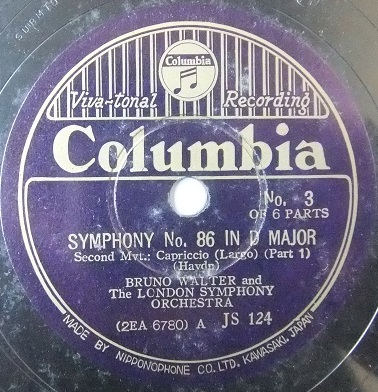 Columbia
Viva-tonal Recording
Columbia
No. 3
OF 6 PARTS
SYMPHONY No. 86 IN D MAJOR
Second Mvt.: Capriccio (Largo) (Part 1)
(Haydn)
BRUNO WALTER and
The LONDON SYMPHONY
ORCHESTRA
(2EA 6780) A JS 124
MADE BY NIPPONOPHONE CO. LTD. KAWASAKI, JAPAN